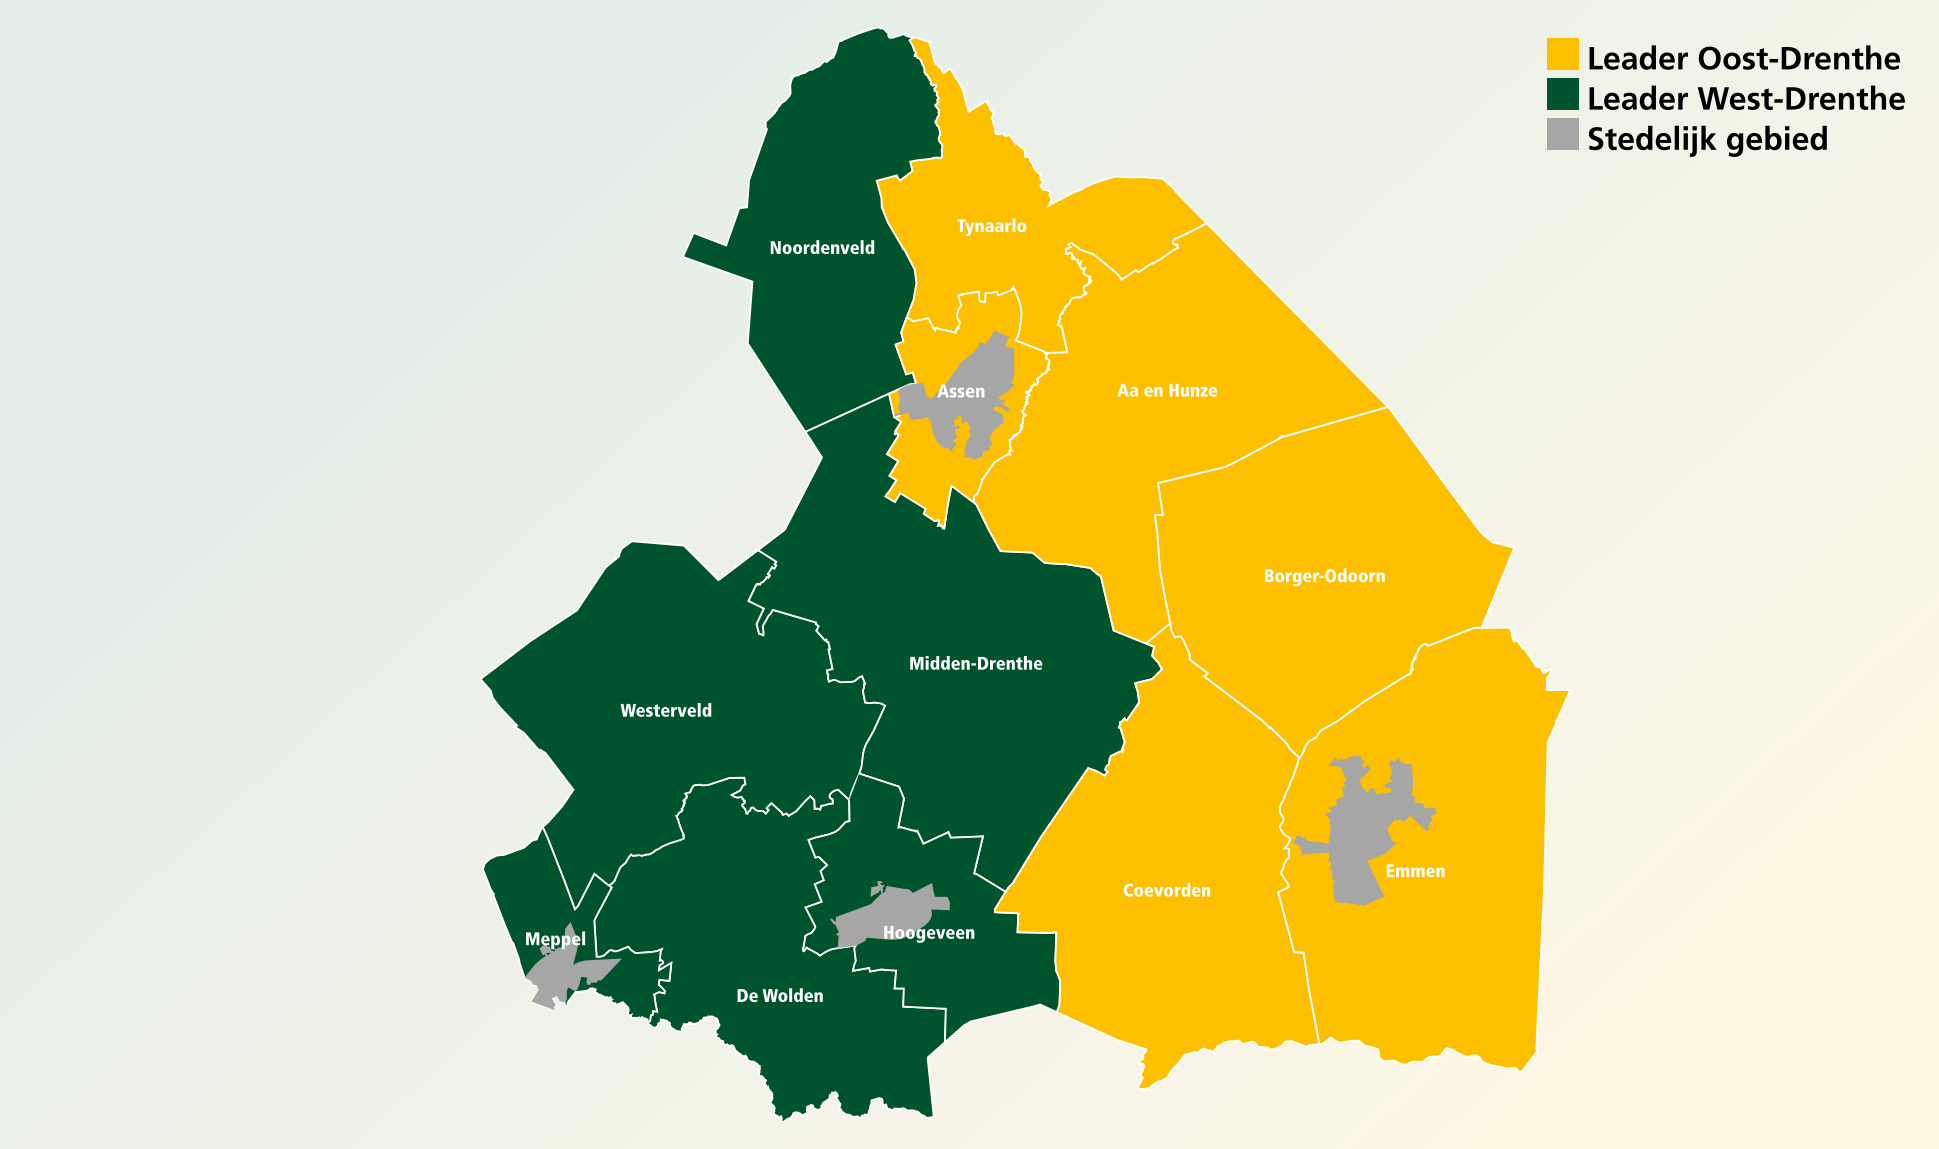 Leader Oost-Drenthe
Leader West-Drenthe
Stedelijk gebied
Tynaarlo
Noordenveld
Assen
Aa en Hunze
Borger-Odoorn
Midden-Drenthe
Westerveld
Emmen
Coevorden
Hoogeveen
Meppel
De Wolden